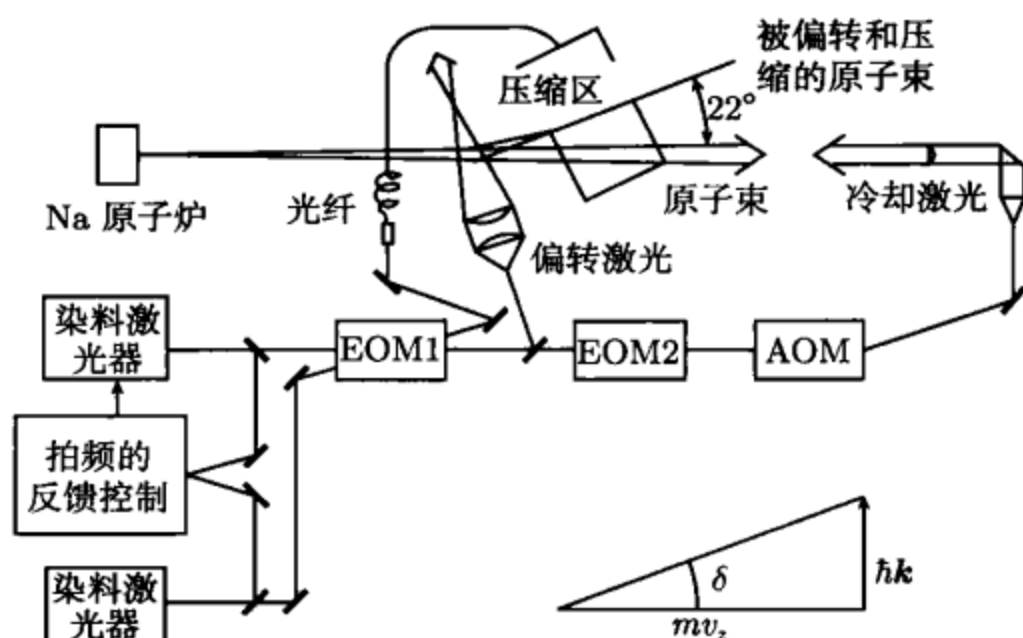 被偏转和压
缩的原子束
压缩区
22°
Na 原子炉
光纤
原子束
冷却激光
偏转激光
染料激
光器
EOM1
EOM2
AOM
拍频的
反馈控制
染料激
光器
δ
ħk
mv_z